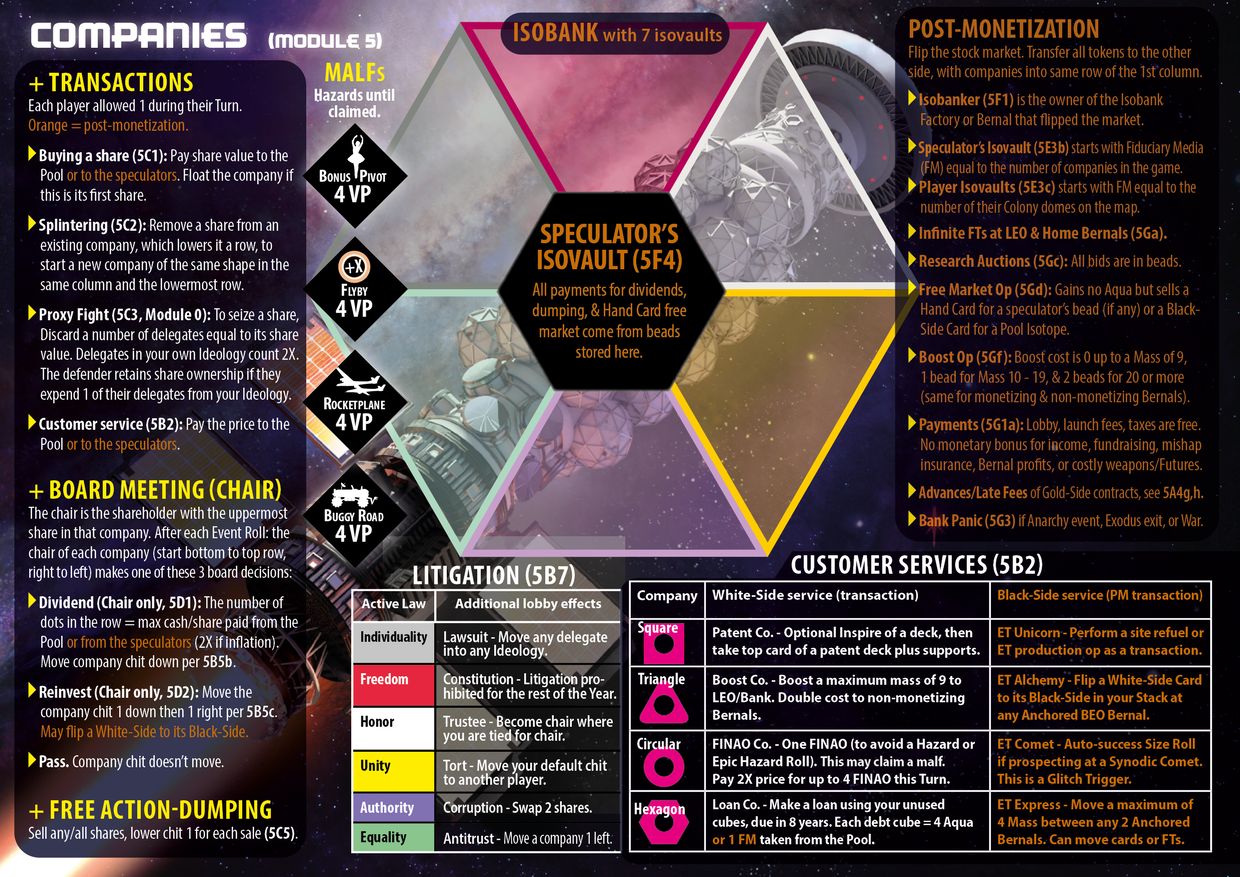 COMPANIES (MODULE 5)
+ TRANSACTIONS
Each player allowed 1 during their Turn.
Orange = post-monetization.
Buying a share (5C1): Pay share value to the
Pool or to the speculators. Float the company if
this is its first share.
Splintering (5C2): Remove a share from an
existing company, which lowers it a row, to
start a new company of the same shape in the
same column and the lowermost row.
Proxy Fight (5C3, Module 0): To seize a share,
Discard a number of delegates equal to its share
value. Delegates in your own Ideology count 2X.
The defender retains share ownership if they
expend 1 of their delegates from your Ideology.
Customer service (5B2): Pay the price to the
Pool or to the speculators.
+ BOARD MEETING (CHAIR)
The chair is the shareholder with the uppermost
share in that company. After each Event Roll: the
chair of each company (start bottom to top row,
right to left) makes one of these 3 board decisions:
Dividend (Chair only, 5D1): The number of
dots in the row = max cash/share paid from the
Pool or from the speculators (2X if inflation).
Move company chit down per 5B5b.
Reinvest (Chair only, 5D2): Move the
company chit 1 down then 1 right per 5B5c.
May flip a White-Side to its Black-Side.
Pass. Company chit doesn't move.
+ FREE ACTION-DUMPING
Sell any/all shares, lower chit 1 for each sale (5C5).
MALFs
Hazards until
claimed.
BONUS PIVOT
4 VP
+X
FLYBY
4 VP
ROCKETPLANE
4 VP
BUGGY ROAD
4 VP
ISOBANK with 7 isovaults
SPECULATOR'S
ISOVAULT (5F4)
All payments for dividends,
dumping, & Hand Card free
market come from beads
stored here.
POST-MONETIZATION
Flip the stock market. Transfer all tokens to the other
side, with companies into same row of the 1st column.
Isobanker (5F1) is the owner of the Isobank
Factory or Bernal that flipped the market.
Speculator's Isovault (5E3b) starts with Fiduciary Media
(FM) equal to the number of companies in the game.
Player Isovaults (5E3c) starts with FM equal to the
number of their Colony domes on the map.
Infinite FTs at LEO & Home Bernals (5Ga).
Research Auctions (5Gc): All bids are in beads.
Free Market Op (5Gd): Gains no Aqua but sells a
Hand Card for a speculator's bead (if any) or a Black-
Side Card for a Pool Isotope.
Boost Op (5Gf): Boost cost is 0 up to a Mass of 9,
1 bead for Mass 10 - 19, & 2 beads for 20 or more
(same for monetizing & non-monetizing Bernals).
Payments (5G1a): Lobby, launch fees, taxes are free.
No monetary bonus for income, fundraising, mishap
insurance, Bernal profits, or costly weapons/Futures.
Advances/Late Fees of Gold-Side contracts, see 5A4g,h.
Bank Panic (5G3) if Anarchy event, Exodus exit, or War.
LITIGATION (5B7)
Active Law Additional lobby effects
Individuality Lawsuit - Move any delegate
into any Ideology.
Freedom Constitution - Litigation pro-
hibited for the rest of the Year.
Honor Trustee - Become chair where
you are tied for chair.
Unity Tort - Move your default chit
to another player.
Authority Corruption - Swap 2 shares.
Equality Antitrust - Move a company 1 left.
CUSTOMER SERVICES (5B2)
Company White-Side service (transaction) Black-Side service (PM transaction)
Square Patent Co. - Optional Inspire of a deck, then ET Unicorn - Perform a site refuel or
take top card of a patent deck plus supports. ET production op as a transaction.
Triangle Boost Co. - Boost a maximum mass of 9 to ET Alchemy - Flip a White-Side Card
LEO/Bank. Double cost to non-monetizing to its Black-Side in your Stack at
Bernals. any Anchored BEO Bernal.
Circular FINAO Co. - One FINAO (to avoid a Hazard or ET Comet - Auto-success Size Roll
Epic Hazard Roll). This may claim a malf. if prospecting at a Synodic Comet.
Pay 2X price for up to 4 FINAO this Turn. This is a Glitch Trigger.
Hexagon Loan Co. - Make a loan using your unused ET Express - Move a maximum of
cubes, due in 8 years. Each debt cube = 4 Aqua 4 Mass between any 2 Anchored
or 1 FM taken from the Pool. Bernals. Can move cards or FTs.